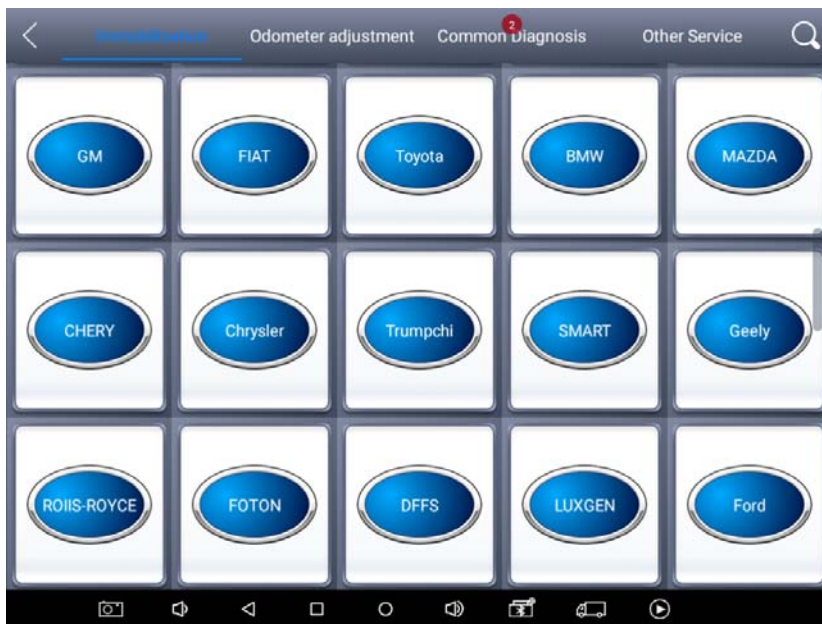 Immobilization Odometer adjustment Common Diagnosis 2 Other Service
GM FIAT Toyota BMW MAZDA
CHERY Chrysler Trumpchi SMART Geely
ROIIS-ROYCE FOTON DFFS LUXGEN Ford